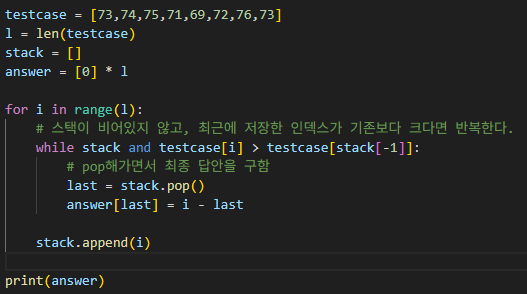 testcase = [73,74,75,71,69,72,76,73]
l = len(testcase)
stack = []
answer = [0] * l

for i in range(l):
    # 스택이 비어있지 않고, 최근에 저장한 인덱스가 기존보다 크다면 반복한다.
    while stack and testcase[i] > testcase[stack[-1]]:
        # pop해가면서 최종 답안을 구함
        last = stack.pop()
        answer[last] = i - last

    stack.append(i)

print(answer)